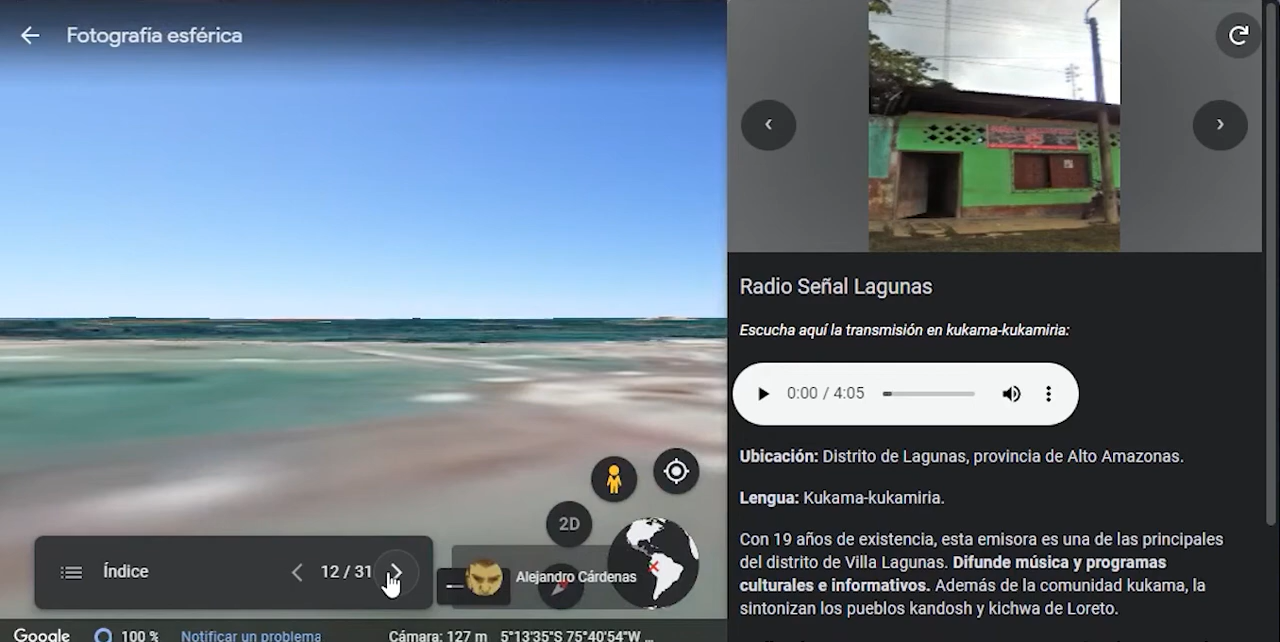 Fotografía esférica
Radio Señal Lagunas
Escucha aquí la transmisión en kukama-kukamiria:
0:00 / 4:05
Ubicación: Distrito de Lagunas, provincia de Alto Amazonas.
Lengua: Kukama-kukamiria.
Con 19 años de existencia, esta emisora es una de las principales
del distrito de Villa Lagunas. Difunde música y programas
culturales e informativos. Además de la comunidad kukama, la
sintonizan los pueblos kandosh y kichwa de Loreto.
2D
Índice
12 / 31
Alejandro Cárdenas
Google
100 %
Notificar un problema
Cámara: 127 m 5°13'35"S 75°40'54"W ...